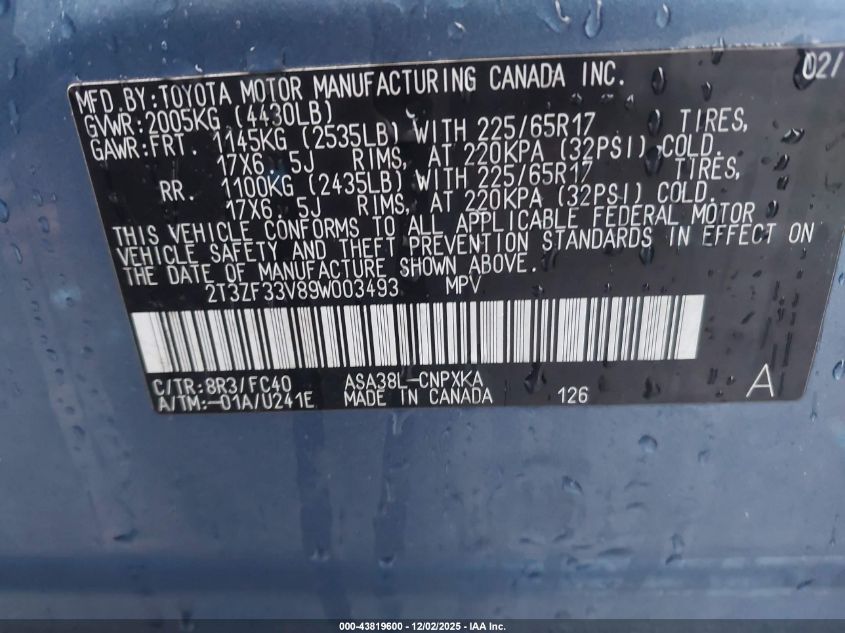 MFD.BY:TOYOTA MOTOR MANUFACTURING CANADA INC. 02/
GVWR:2005KG (4430LB)
GAWR:FRT. 1145KG (2535LB) WITH 225/65R17 TIRES,
17X6.5J RIMS, AT 220KPA (32PSI) COLD.
RR. 1100KG (2435LB) WITH 225/65R17 TIRES,
17X6.5J RIMS, AT 220KPA (32PSI) COLD.
THIS VEHICLE CONFORMS TO ALL APPLICABLE FEDERAL MOTOR
VEHICLE SAFETY AND THEFT PREVENTION STANDARDS IN EFFECT ON
THE DATE OF MANUFACTURE SHOWN ABOVE.
2T3ZF33V89W003493 MPV
C/TR:8R3/FC40 ASA38L-CNPXKA
A/TM:-01A/U241E MADE IN CANADA 126 A
000-43819600 - 12/02/2025 - IAA Inc.